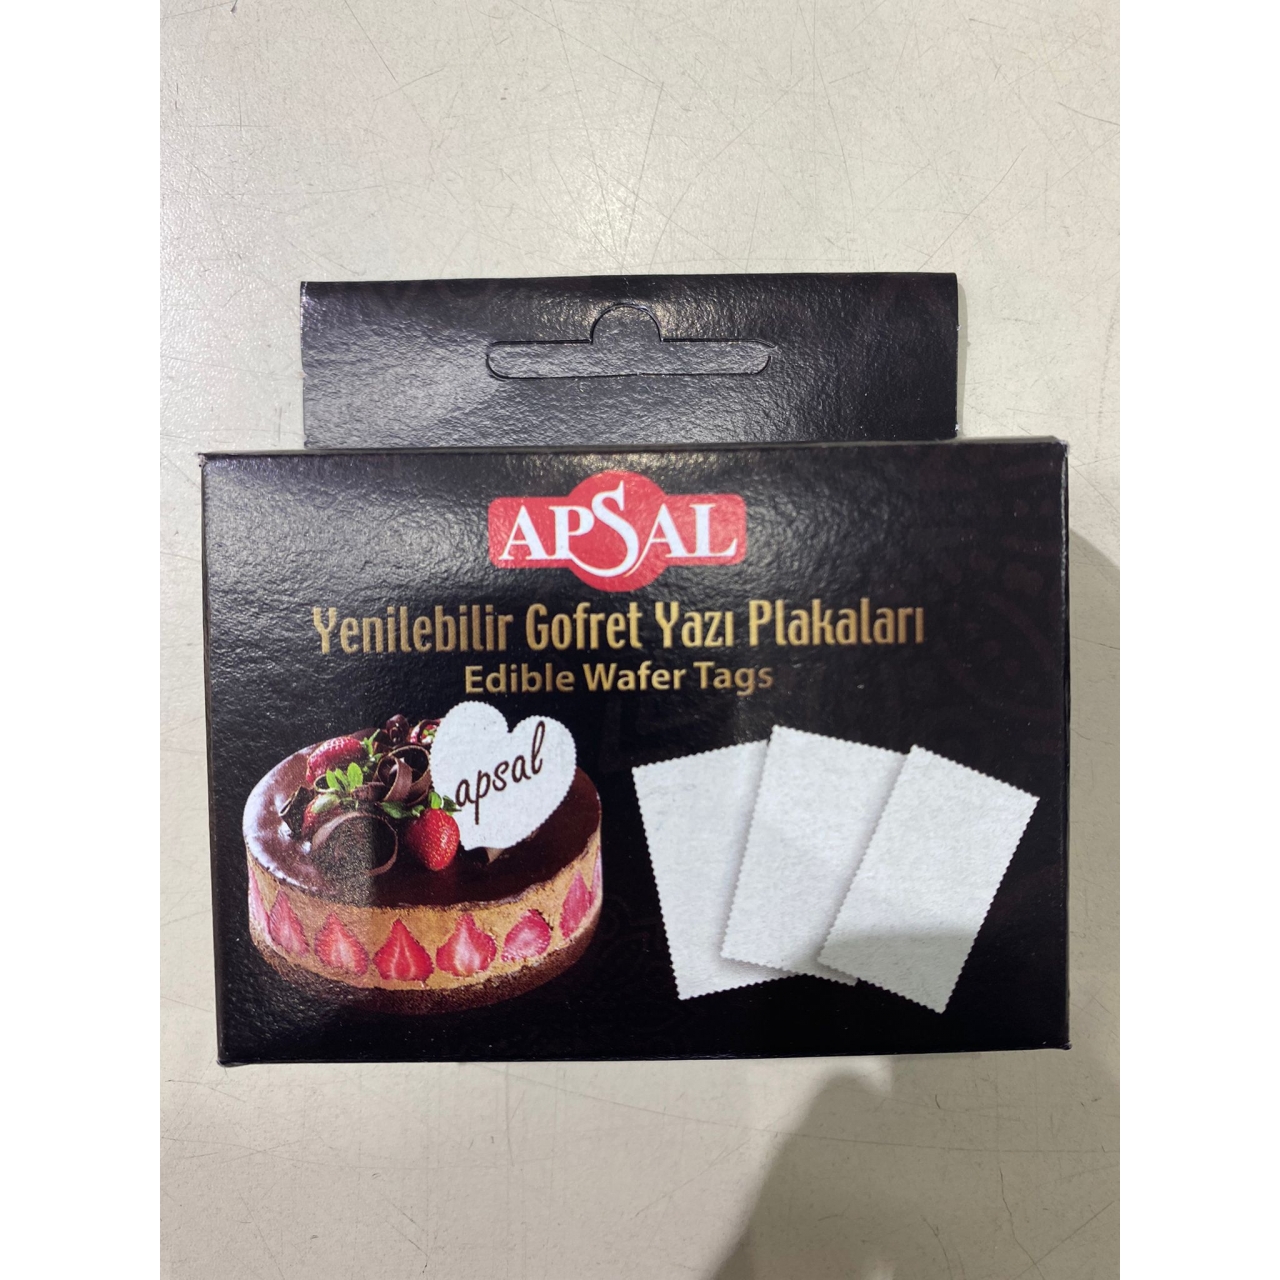 APSAL
Yenilebilir Gofret Yazı Plakaları
Edible Wafer Tags
apsal